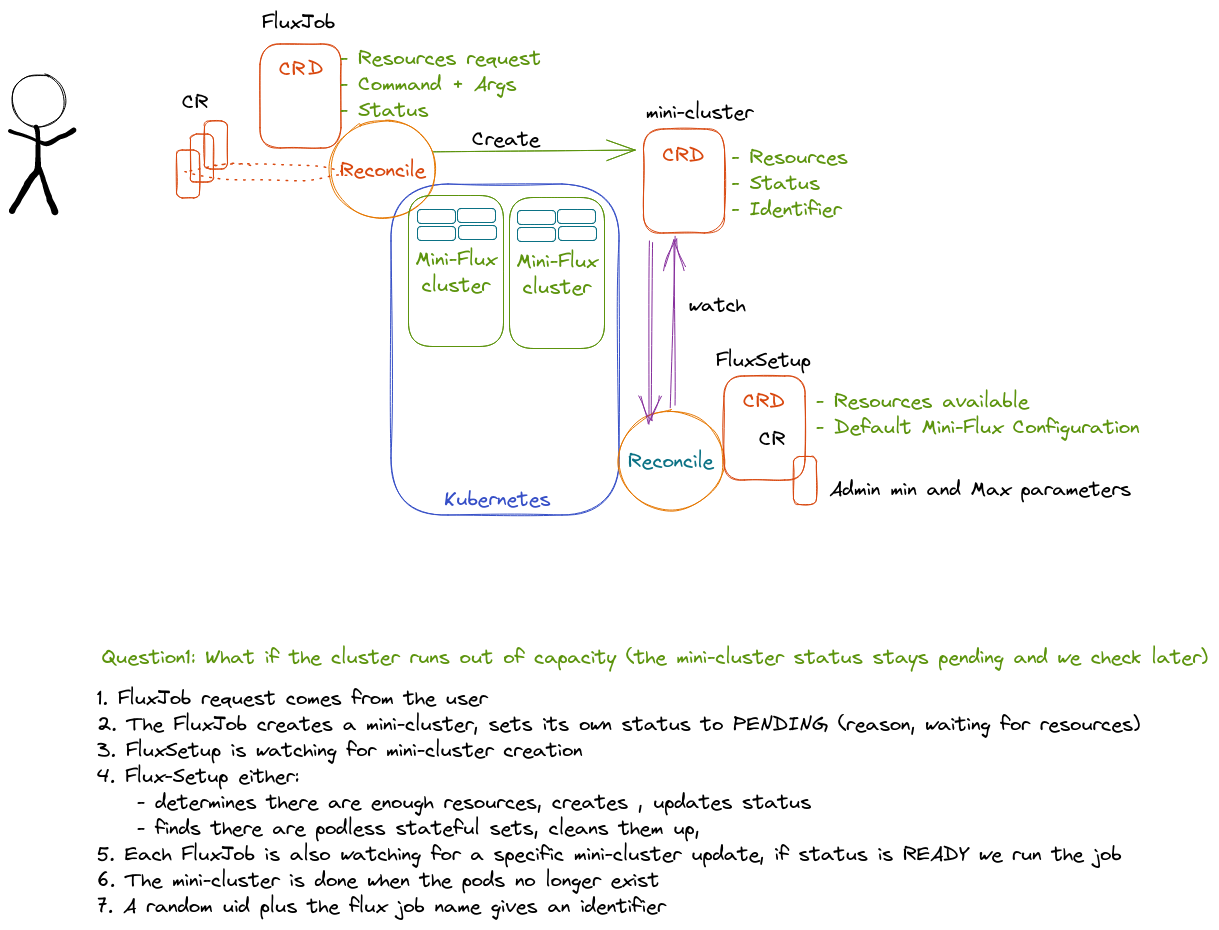 FluxJob
CRD
- Resources request
- Command + Args
- Status
CR
Reconcile
Create
mini-cluster
CRD
- Resources
- Status
- Identifier
Mini-Flux
cluster
Mini-Flux
cluster
watch
FluxSetup
CRD
CR
- Resources available
- Default Mini-Flux Configuration
Reconcile
Admin min and Max parameters
Kubernetes
Question1: What if the cluster runs out of capacity (the mini-cluster status stays pending and we check later)
1. FluxJob request comes from the user
2. The FluxJob creates a mini-cluster, sets its own status to PENDING (reason, waiting for resources)
3. FluxSetup is watching for mini-cluster creation
4. Flux-Setup either:
- determines there are enough resources, creates , updates status
- finds there are podless stateful sets, cleans them up,
5. Each FluxJob is also watching for a specific mini-cluster update, if status is READY we run the job
6. The mini-cluster is done when the pods no longer exist
7. A random uid plus the flux job name gives an identifier